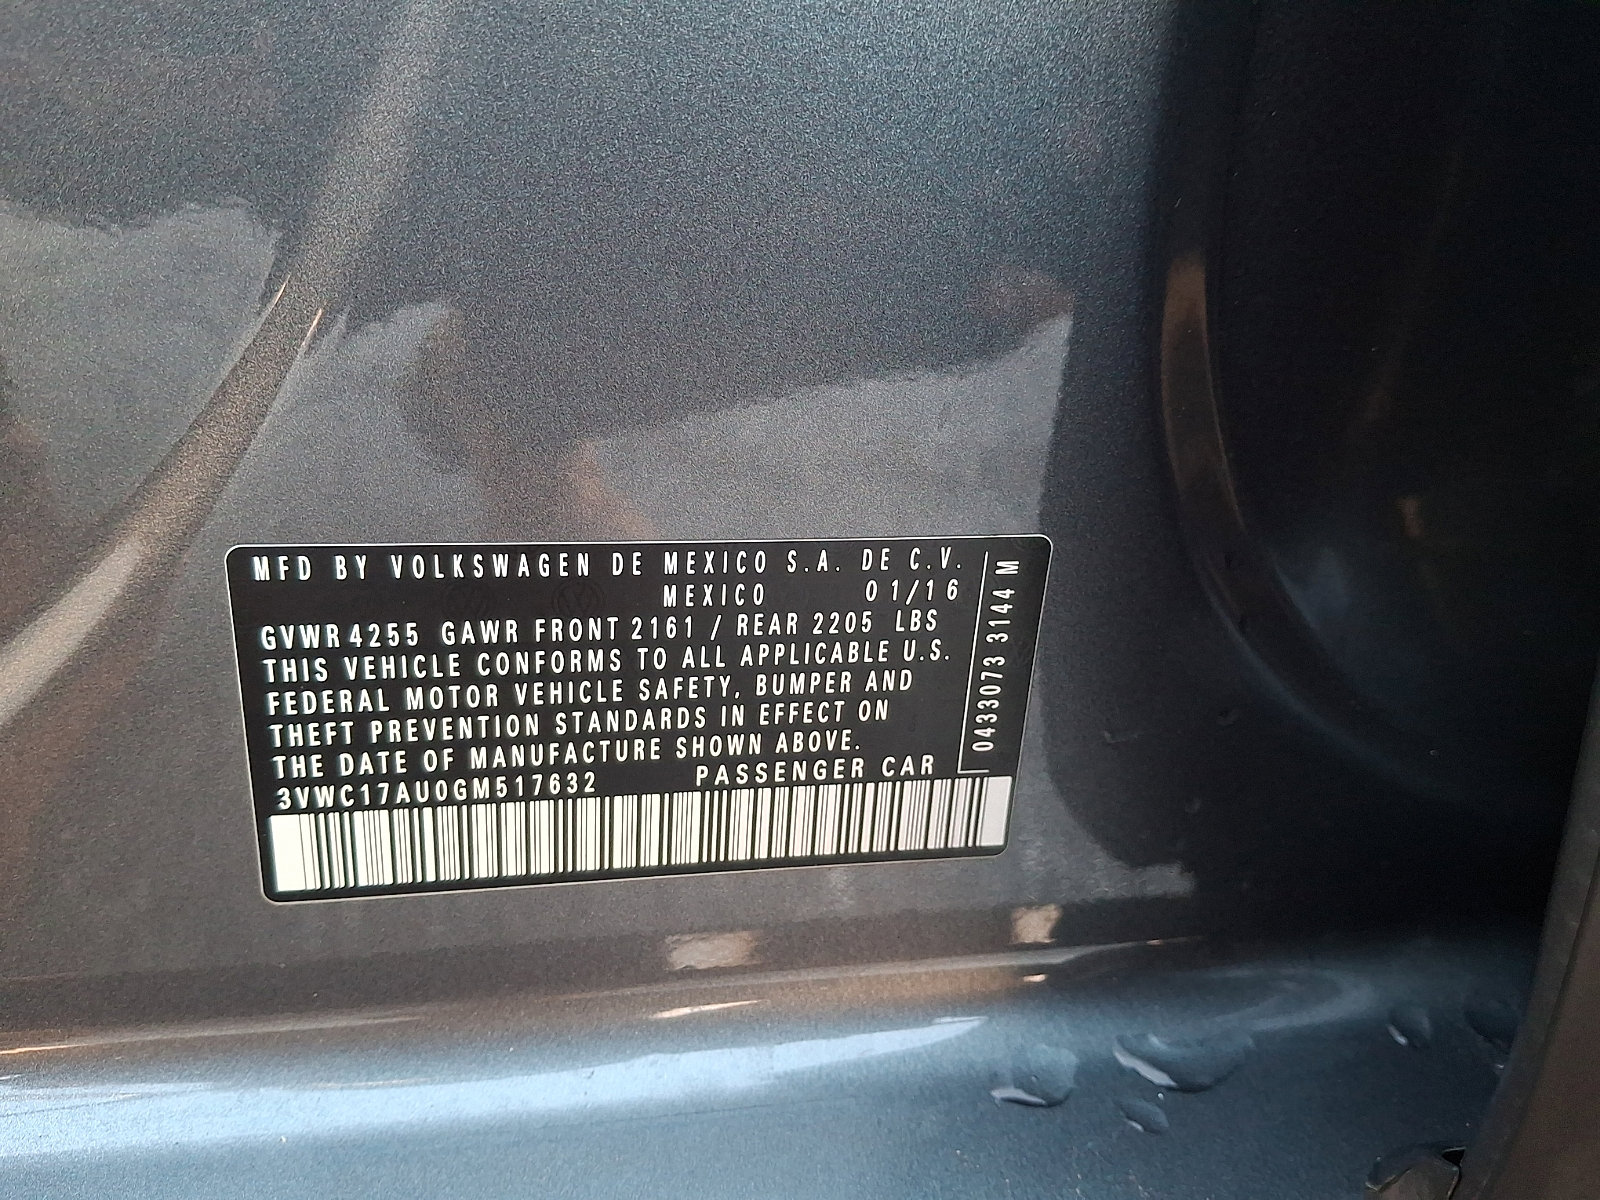 MFD BY VOLKSWAGEN DE MEXICO S.A. DE C.V.
MEXICO 01/16
GVWR 4255 GAWR FRONT 2161 / REAR 2205 LBS
THIS VEHICLE CONFORMS TO ALL APPLICABLE U.S.
FEDERAL MOTOR VEHICLE SAFETY, BUMPER AND
THEFT PREVENTION STANDARDS IN EFFECT ON
THE DATE OF MANUFACTURE SHOWN ABOVE.
3VWC17AU0GM517632 PASSENGER CAR
0433073 3144 M